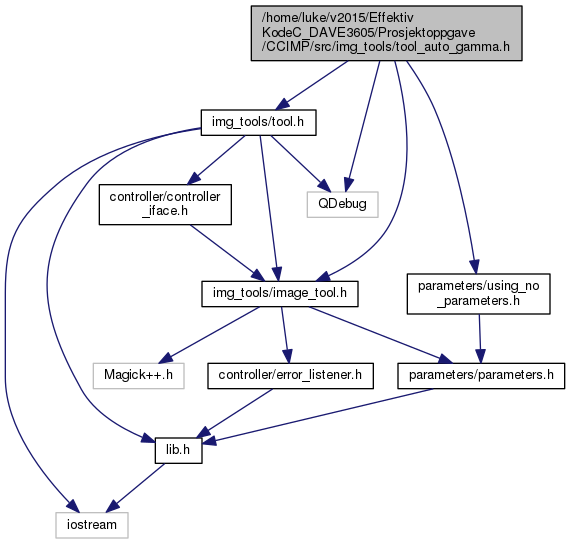 /home/luke/v2015/Effektiv
KodeC_DAVE3605/Prosjektoppgave
/CCIMP/src/img_tools/tool_auto_gamma.h
img_tools/tool.h
controller/controller
_iface.h
QDebug
img_tools/image_tool.h
parameters/using_no
_parameters.h
Magick++.h
controller/error_listener.h
parameters/parameters.h
lib.h
iostream